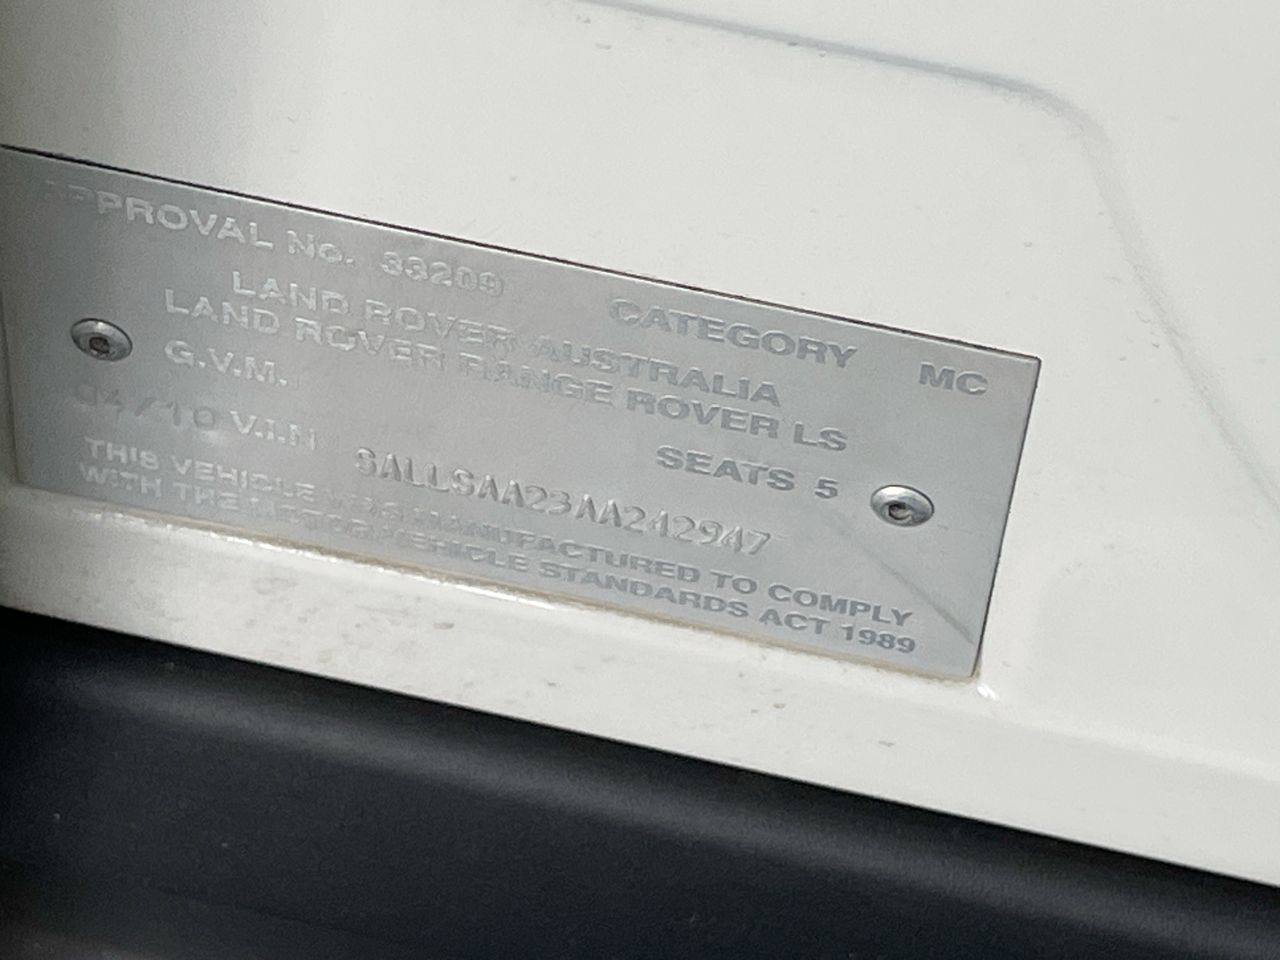 APPROVAL No. 33209 CATEGORY MC
LAND ROVER AUSTRALIA
LAND ROVER RANGE ROVER LS
G.V.M. SEATS 5
04/10 V.I.N SALLSAA23AA242947
THIS VEHICLE WAS MANUFACTURED TO COMPLY
WITH THE MOTOR VEHICLE STANDARDS ACT 1989